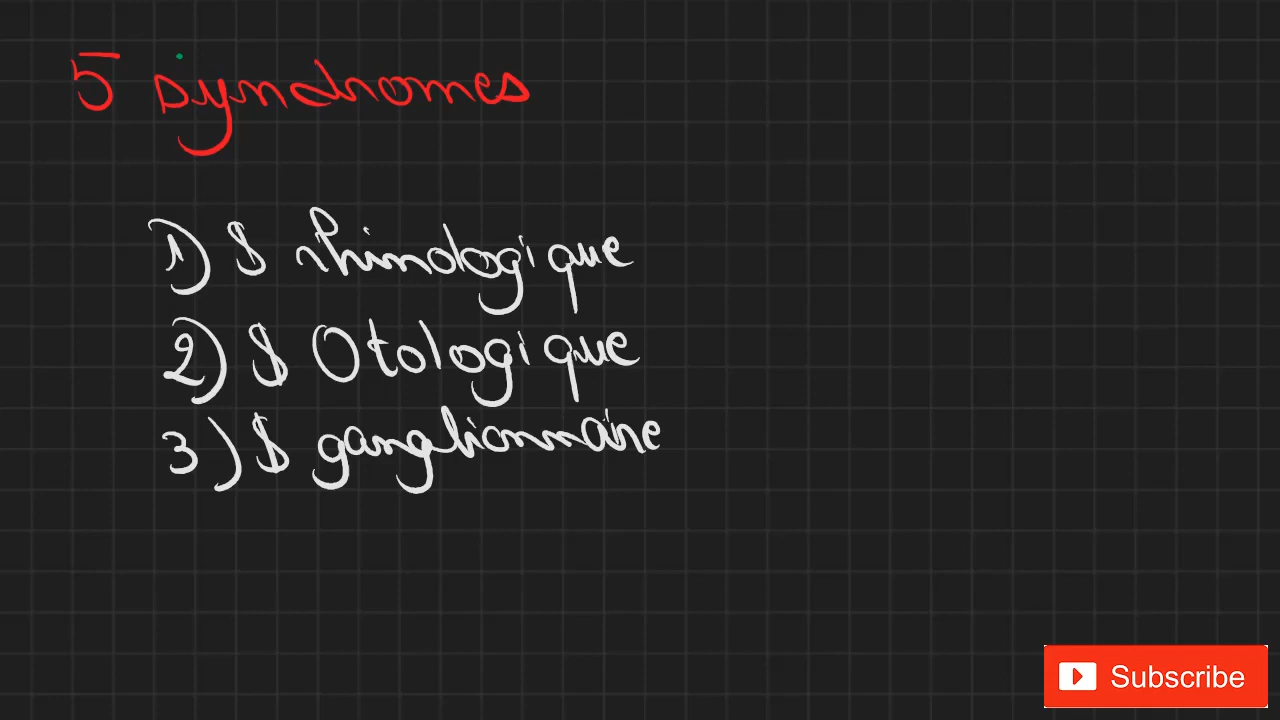 5 syndromes
1) $ rhinologique
2) $ Otologique
3) $ ganglionnaire
Subscribe